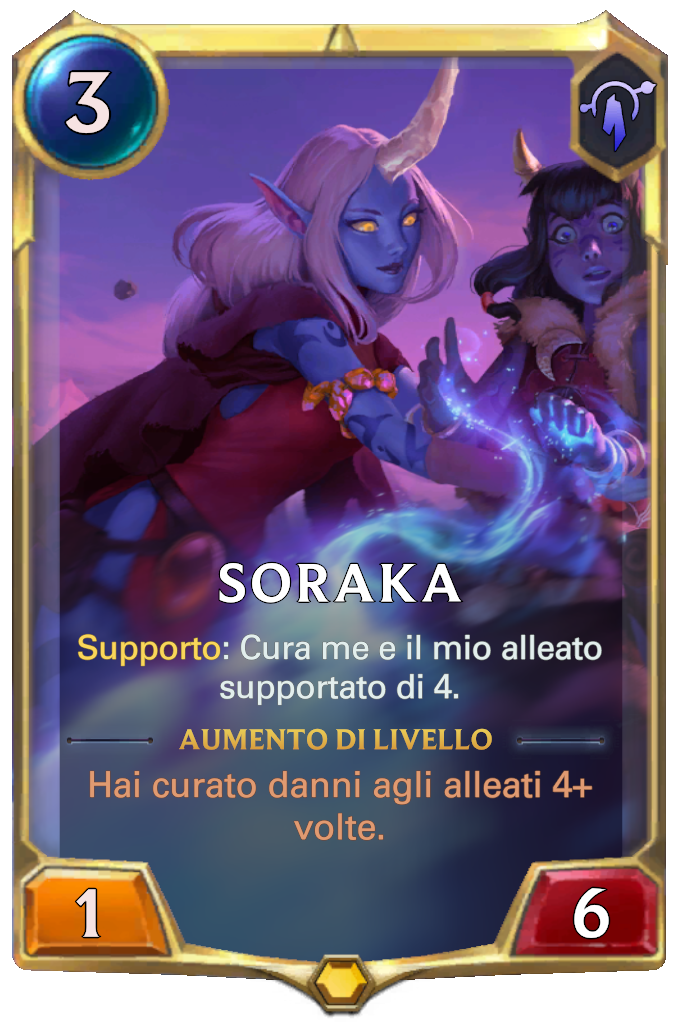 3
SORAKA
Supporto: Cura me e il mio alleato
supportato di 4.
AUMENTO DI LIVELLO
Hai curato danni agli alleati 4+
volte.
1
6